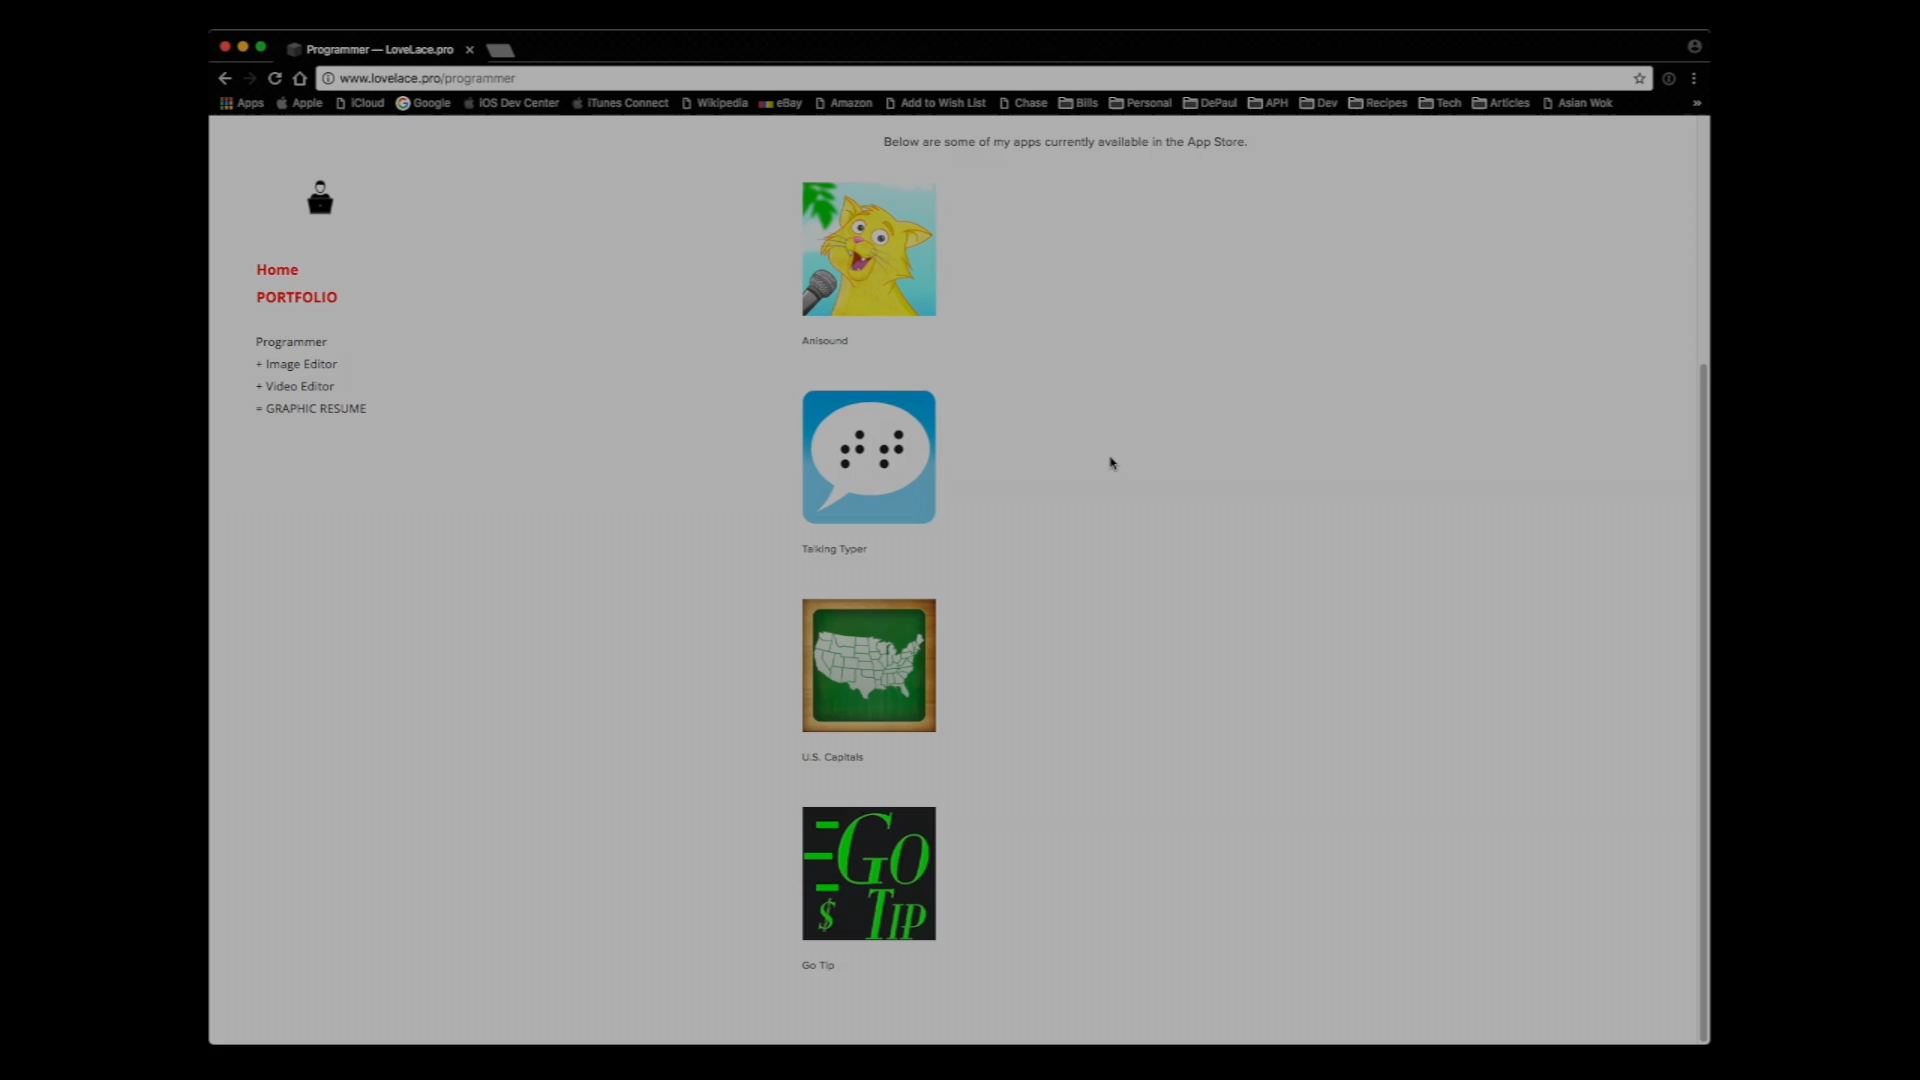 Programmer — LoveLace.pro
www.lovelace.pro/programmer
Apps Apple iCloud Google iOS Dev Center iTunes Connect Wikipedia eBay Amazon Add to Wish List Chase Bills Personal DePaul APH Dev Recipes Tech Articles Asian Wok »
Below are some of my apps currently available in the App Store.
Home
PORTFOLIO
Programmer
+ Image Editor
+ Video Editor
= GRAPHIC RESUME
Anisound
Talking Typer
U.S. Capitals
GO
$ TIP
Go Tip